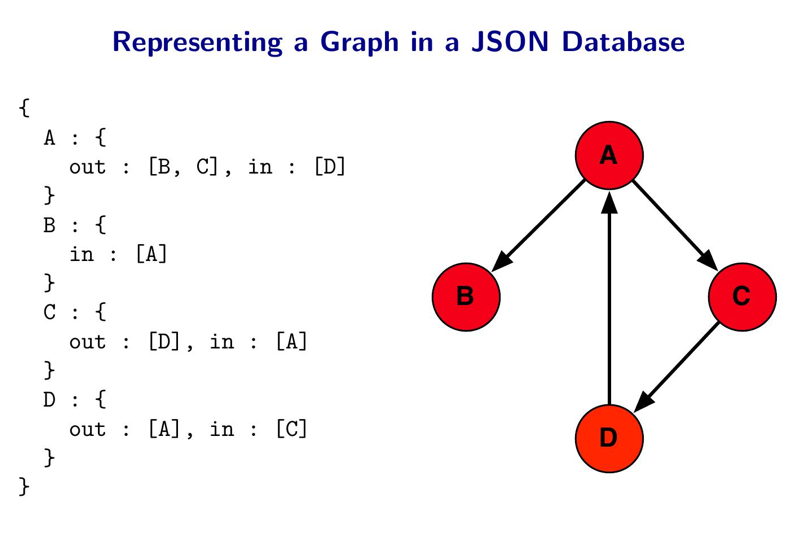 Representing a Graph in a JSON Database
{
A : {
out : [B, C], in : [D]
}
B : {
in : [A]
}
C : {
out : [D], in : [A]
}
D : {
out : [A], in : [C]
}
}
A
B
C
D